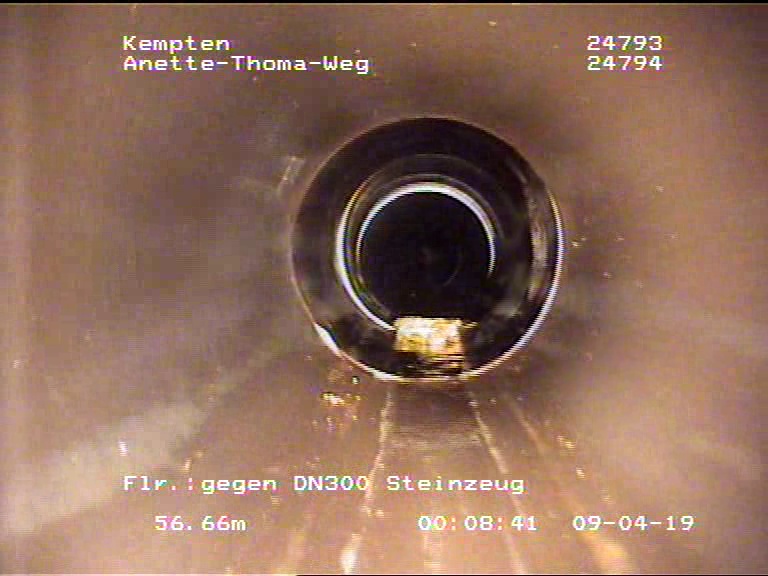 Kempten 24793
Anette-Thoma-Weg 24794
Flr.:gegen DN300 Steinzeug
56.66m 00:08:41 09-04-19